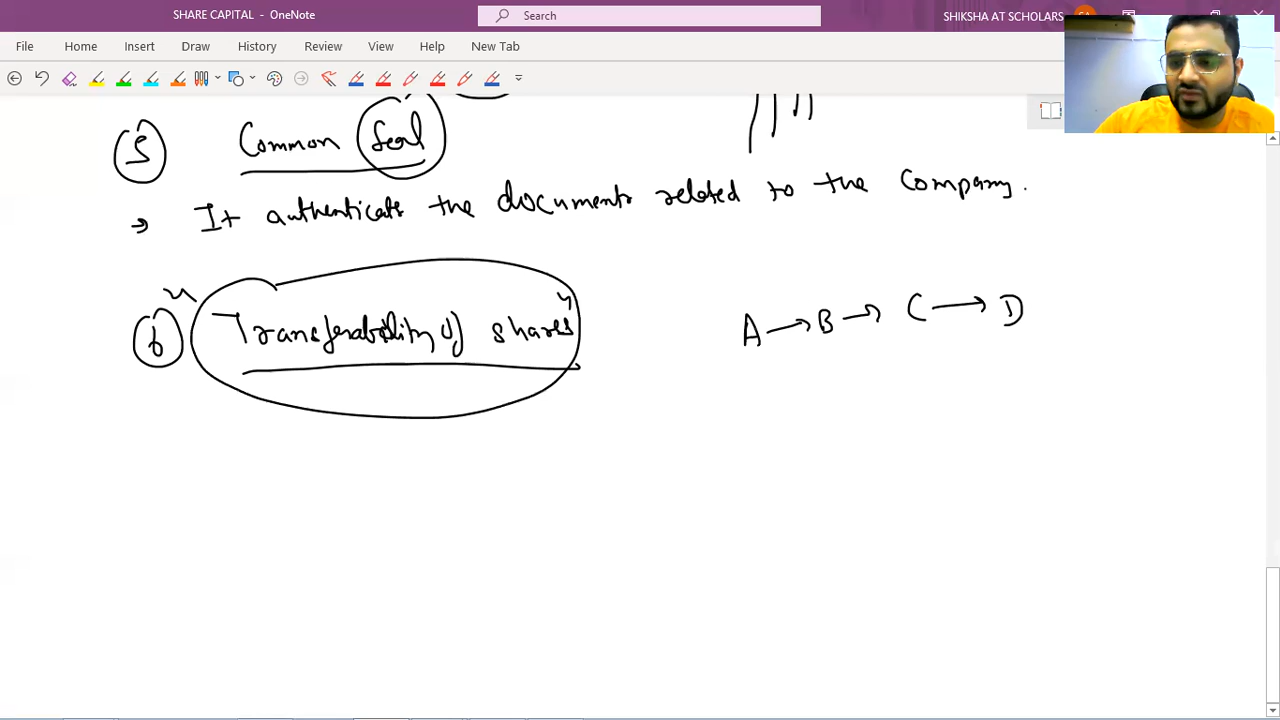 SHARE CAPITAL - OneNote
Search
SHIKSHA AT SCHOLARS
File Home Insert Draw History Review View Help New Tab
5 Common Seal
→ It authenticate the documents related to the Company.
6 "Transferability of shares"
A → B → C → D